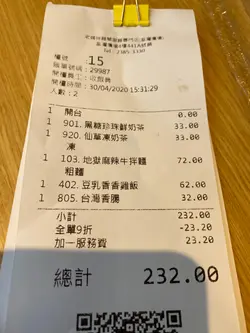 檯號: 15
賬單號碼: 29987
開檯員工: 收銀員
開檯時間: 30/04/2020 15:31:29
人數: 2
1 開台 0.00
1 901. 黑糖珍珠鮮奶茶 33.00
1 920. 仙草凍奶茶 33.00
1 103. 地獄麻辣牛拌麵 72.00
粗麵
1 402. 豆乳香香雞飯 62.00
1 805. 台灣香腸 32.00
小計 232.00
全單9折 -23.20
加一服務費 23.20
總計 232.00